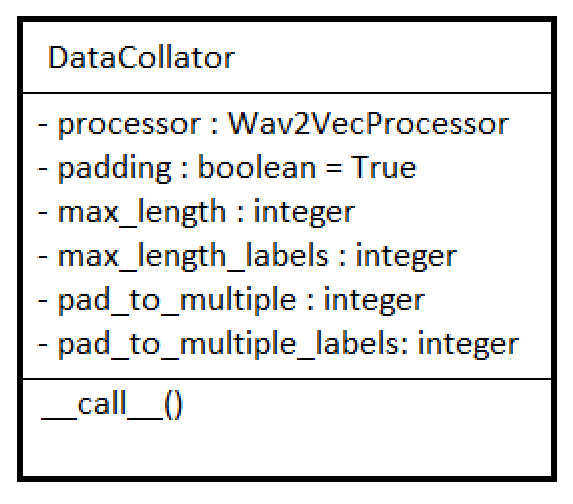 DataCollator
- processor : Wav2VecProcessor
- padding : boolean = True
- max_length : integer
- max_length_labels : integer
- pad_to_multiple : integer
- pad_to_multiple_labels: integer
__call__()